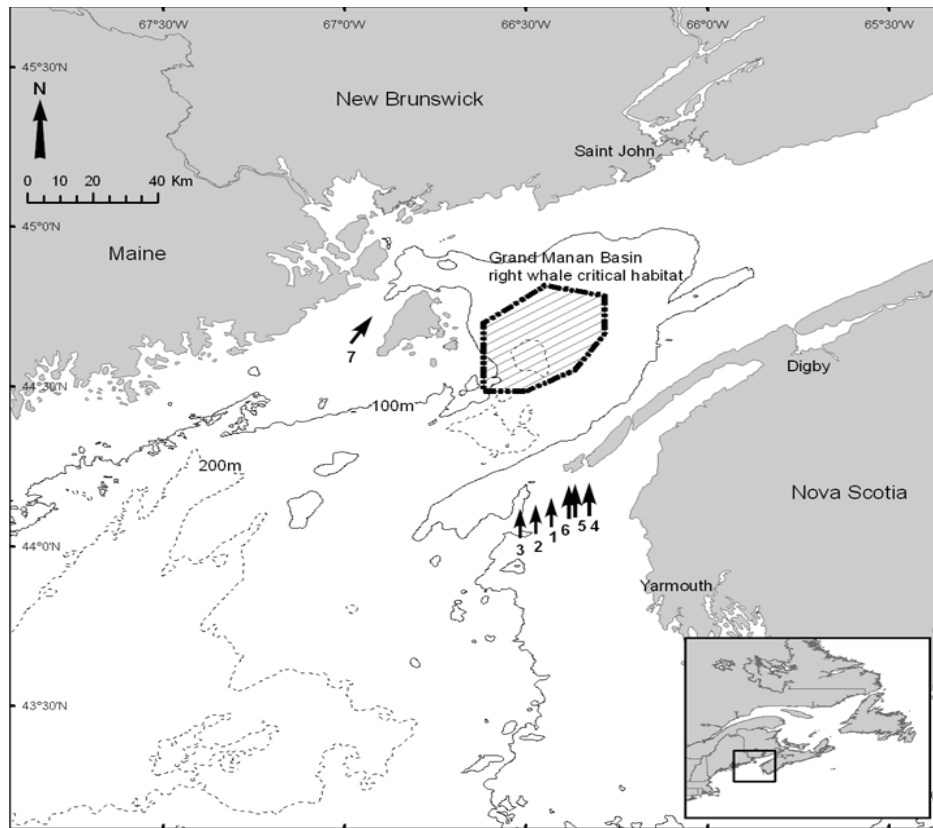 67°30'W 67°0'W 66°30'W 66°0'W 65°30'W
45°30'N
N
New Brunswick
Saint John
0 10 20 40 Km
45°0'N
Maine
Grand Manan Basin
right whale critical habitat
7
Digby
44°30'N
100m
200m
Nova Scotia
44°0'N
3 2 1 6 5 4
Yarmouth
43°30'N